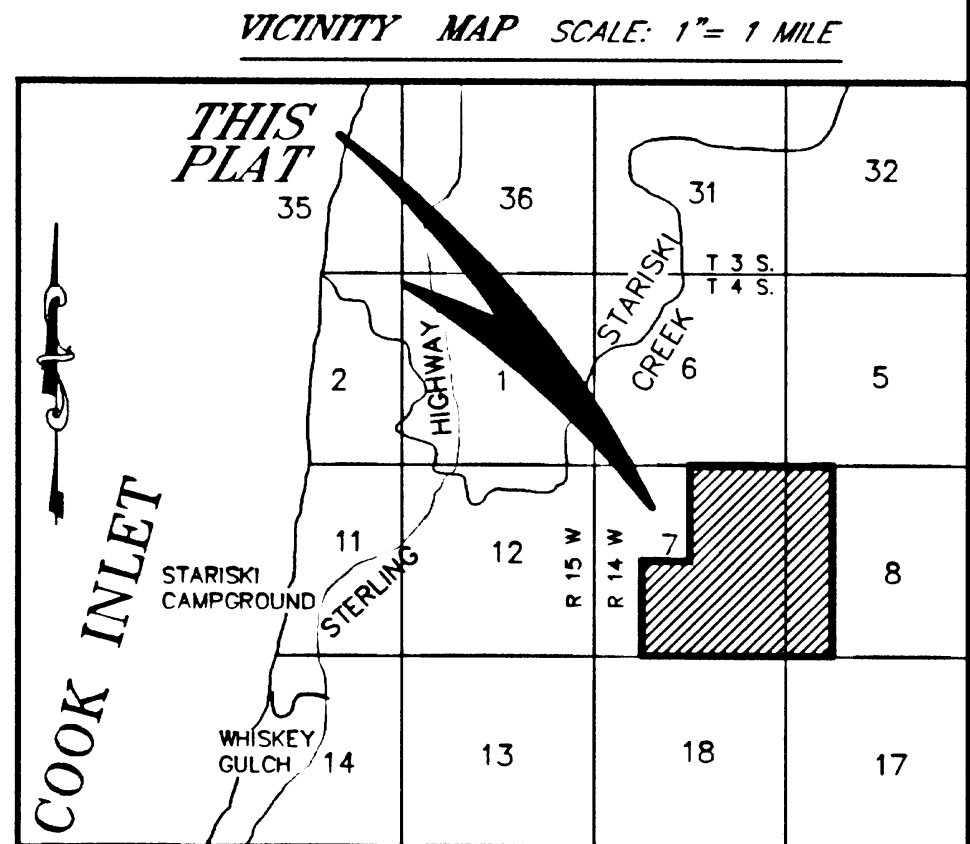 VICINITY MAP SCALE: 1"= 1 MILE
THIS
PLAT
35
36
31
32
T 3 S.
T 4 S.
STARISKI
CREEK
2
HIGHWAY
1
6
5
11
12
R 15 W
R 14 W
7
8
STARISKI
CAMPGROUND
STERLING
COOK INLET
WHISKEY
GULCH
14
13
18
17